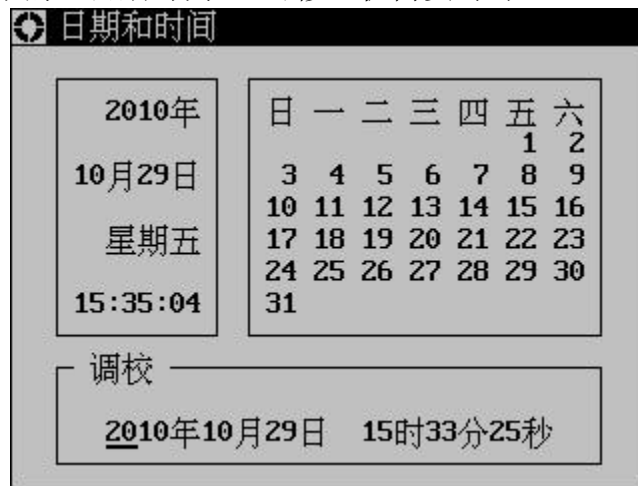 日期和时间
2010年
10月29日
星期五
15:35:04
日 一 二 三 四 五 六
1 2
3 4 5 6 7 8 9
10 11 12 13 14 15 16
17 18 19 20 21 22 23
24 25 26 27 28 29 30
31
调校
2010年10月29日 15时33分25秒